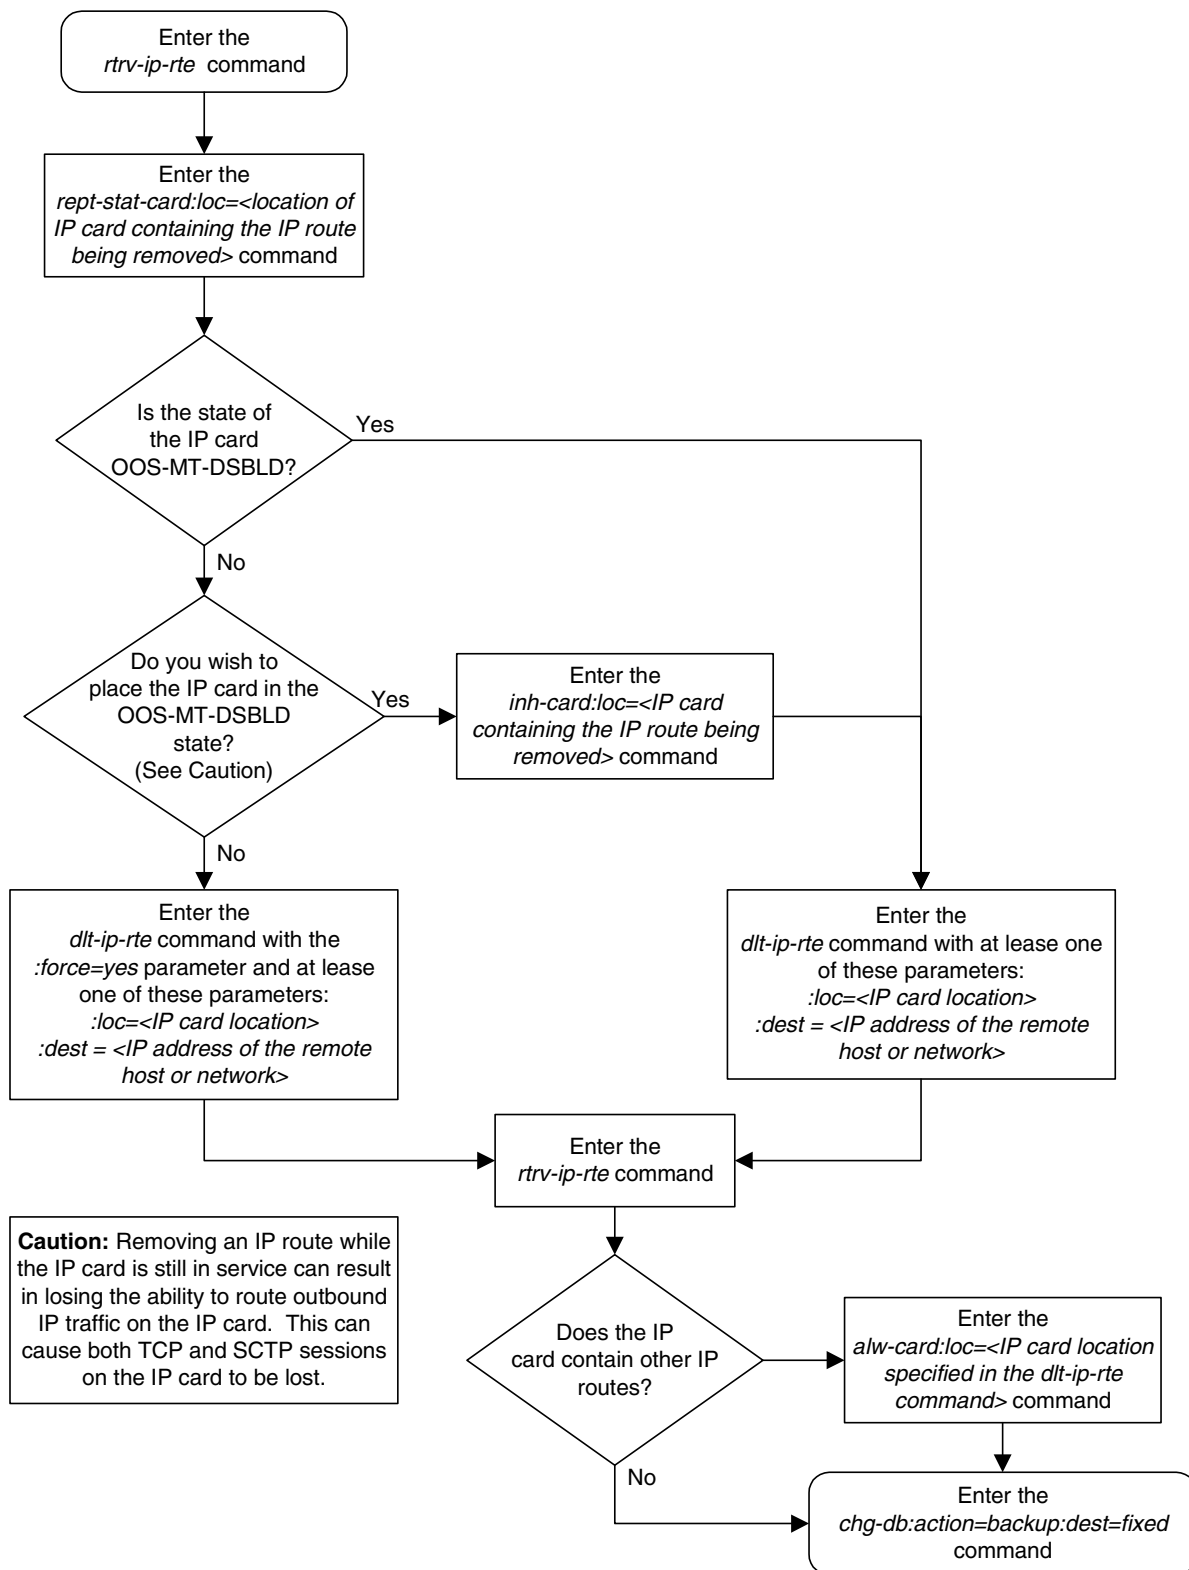 Enter the
rtrv-ip-rte command
Enter the
rept-stat-card:loc=<location of
IP card containing the IP route
being removed> command
Is the state of
the IP card
OOS-MT-DSBLD?
Yes
No
Do you wish to
place the IP card in the
OOS-MT-DSBLD
state?
(See Caution)
Yes
Enter the
inh-card:loc=<IP card
containing the IP route being
removed> command
No
Enter the
dlt-ip-rte command with the
:force=yes parameter and at lease
one of these parameters:
:loc=<IP card location>
:dest = <IP address of the remote
host or network>
Enter the
dlt-ip-rte command with at lease one
of these parameters:
:loc=<IP card location>
:dest = <IP address of the remote
host or network>
Enter the
rtrv-ip-rte command
Caution: Removing an IP route while
the IP card is still in service can result
in losing the ability to route outbound
IP traffic on the IP card. This can
cause both TCP and SCTP sessions
on the IP card to be lost.
Does the IP
card contain other IP
routes?
Enter the
alw-card:loc=<IP card location
specified in the dlt-ip-rte
command> command
No
Enter the
chg-db:action=backup:dest=fixed
command